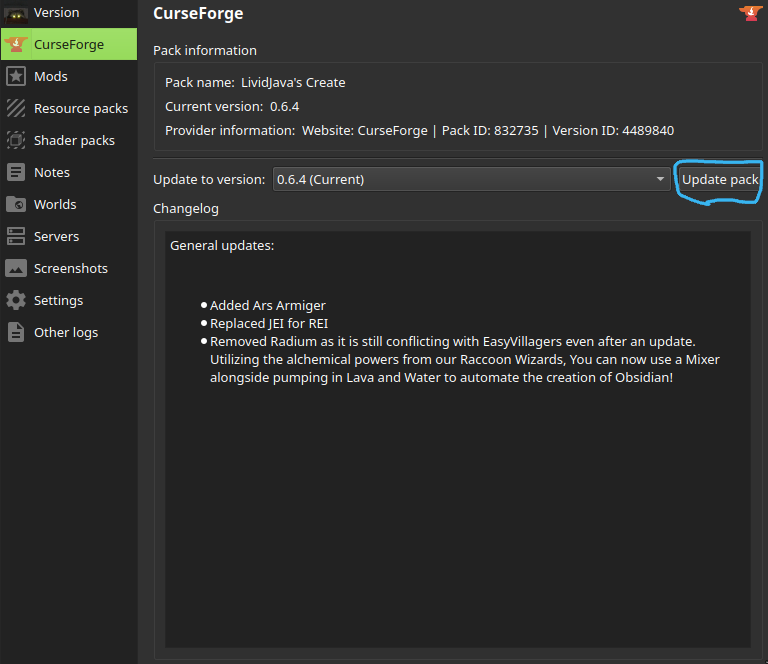 Version
CurseForge
Mods
Resource packs
Shader packs
Notes
Worlds
Servers
Screenshots
Settings
Other logs
CurseForge
Pack information
Pack name: LividJava's Create
Current version: 0.6.4
Provider information: Website: CurseForge | Pack ID: 832735 | Version ID: 4489840
Update to version: 0.6.4 (Current) Update pack
Changelog
General updates:
● Added Ars Armiger
● Replaced JEI for REI
● Removed Radium as it is still conflicting with EasyVillagers even after an update.
Utilizing the alchemical powers from our Raccoon Wizards, You can now use a Mixer
alongside pumping in Lava and Water to automate the creation of Obsidian!